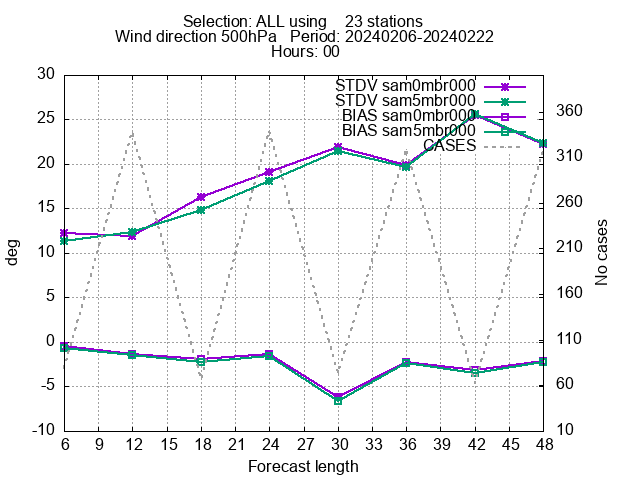 Selection: ALL using    23 stations
Wind direction 500hPa   Period: 20240206-20240222
Hours: 00
STDV sam0mbr000
STDV sam5mbr000
BIAS sam0mbr000
BIAS sam5mbr000
CASES
30
25
20
15
10
5
0
-5
-10
deg
360
310
260
210
160
110
60
10
No cases
6 9 12 15 18 21 24 27 30 33 36 39 42 45 48
Forecast length